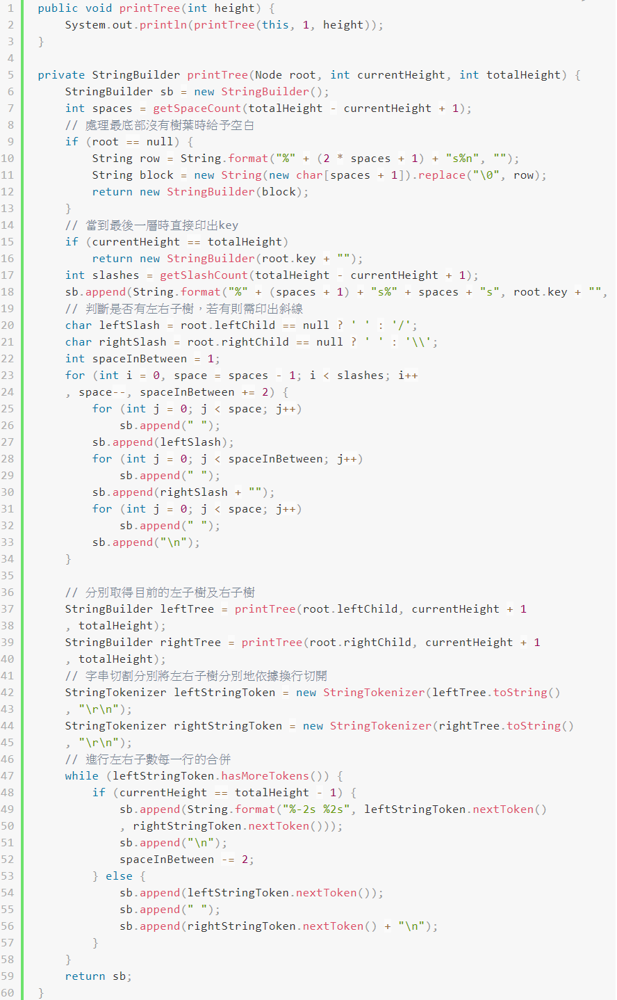 1 public void printTree(int height) {
2     System.out.println(printTree(this, 1, height));
3 }
4
5 private StringBuilder printTree(Node root, int currentHeight, int totalHeight) {
6     StringBuilder sb = new StringBuilder();
7     int spaces = getSpaceCount(totalHeight - currentHeight + 1);
8     // 處理最底部沒有樹葉時給予空白
9     if (root == null) {
10         String row = String.format("%" + (2 * spaces + 1) + "s%n", "");
11         String block = new String(new char[spaces + 1]).replace("\0", row);
12         return new StringBuilder(block);
13     }
14     // 當到最後一層時直接印出key
15     if (currentHeight == totalHeight)
16         return new StringBuilder(root.key + "");
17     int slashes = getSlashCount(totalHeight - currentHeight + 1);
18     sb.append(String.format("%" + (spaces + 1) + "s%" + spaces + "s", root.key + "",
19     // 判斷是否有左右子樹，若有則需印出斜線
20     char leftSlash = root.leftChild == null ? ' ' : '/';
21     char rightSlash = root.rightChild == null ? ' ' : '\\';
22     int spaceInBetween = 1;
23     for (int i = 0, space = spaces - 1; i < slashes; i++
24     , space--, spaceInBetween += 2) {
25         for (int j = 0; j < space; j++)
26             sb.append(" ");
27         sb.append(leftSlash);
28         for (int j = 0; j < spaceInBetween; j++)
29             sb.append(" ");
30         sb.append(rightSlash + "");
31         for (int j = 0; j < space; j++)
32             sb.append(" ");
33         sb.append("\n");
34     }
35
36     // 分別取得目前的左子樹及右子樹
37     StringBuilder leftTree = printTree(root.leftChild, currentHeight + 1
38     , totalHeight);
39     StringBuilder rightTree = printTree(root.rightChild, currentHeight + 1
40     , totalHeight);
41     // 字串切割分別將左右子樹分別地依據換行切開
42     StringTokenizer leftStringToken = new StringTokenizer(leftTree.toString()
43     , "\r\n");
44     StringTokenizer rightStringToken = new StringTokenizer(rightTree.toString()
45     , "\r\n");
46     // 進行左右子數每一行的合併
47     while (leftStringToken.hasMoreTokens()) {
48         if (currentHeight == totalHeight - 1) {
49             sb.append(String.format("%-2s %2s", leftStringToken.nextToken()
50             , rightStringToken.nextToken()));
51             sb.append("\n");
52             spaceInBetween -= 2;
53         } else {
54             sb.append(leftStringToken.nextToken());
55             sb.append(" ");
56             sb.append(rightStringToken.nextToken() + "\n");
57         }
58     }
59     return sb;
60 }